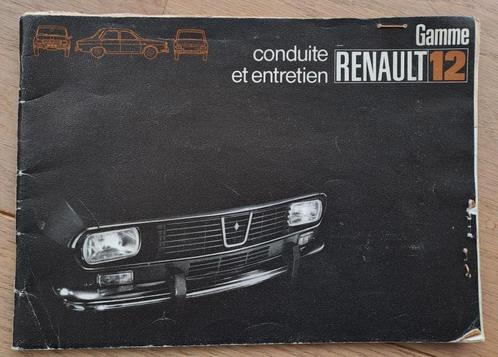 Gamme
conduite
et entretien
RENAULT 12